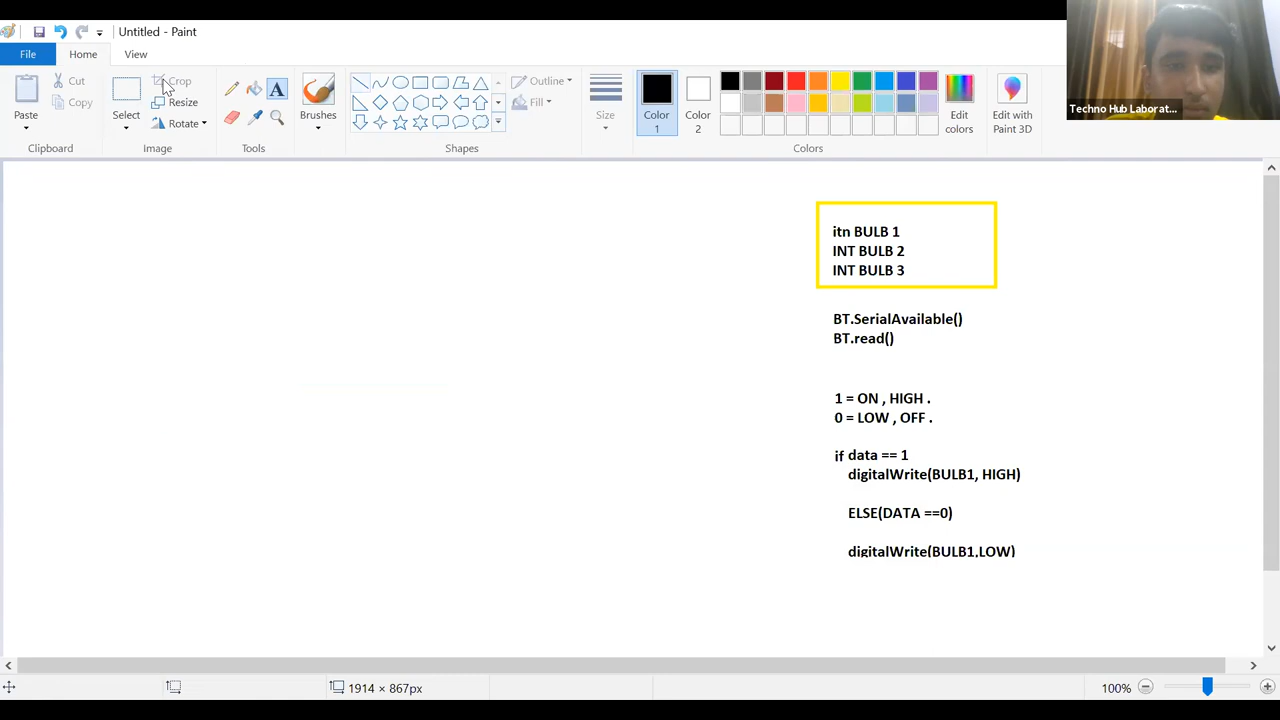 Untitled - Paint
File
Home
View
Paste
Cut
Copy
Clipboard
Select
Crop
Resize
Rotate
Image
A
Tools
Brushes
Outline
Fill
Shapes
Size
Color 1
Color 2
Edit colors
Colors
Edit with Paint 3D
Techno Hub Laborat...
itn BULB 1
INT BULB 2
INT BULB 3
BT.SerialAvailable()
BT.read()
1 = ON , HIGH .
0 = LOW , OFF .
if data == 1
digitalWrite(BULB1, HIGH)
ELSE(DATA ==0)
digitalWrite(BULB1,LOW)
1914 × 867px
100%